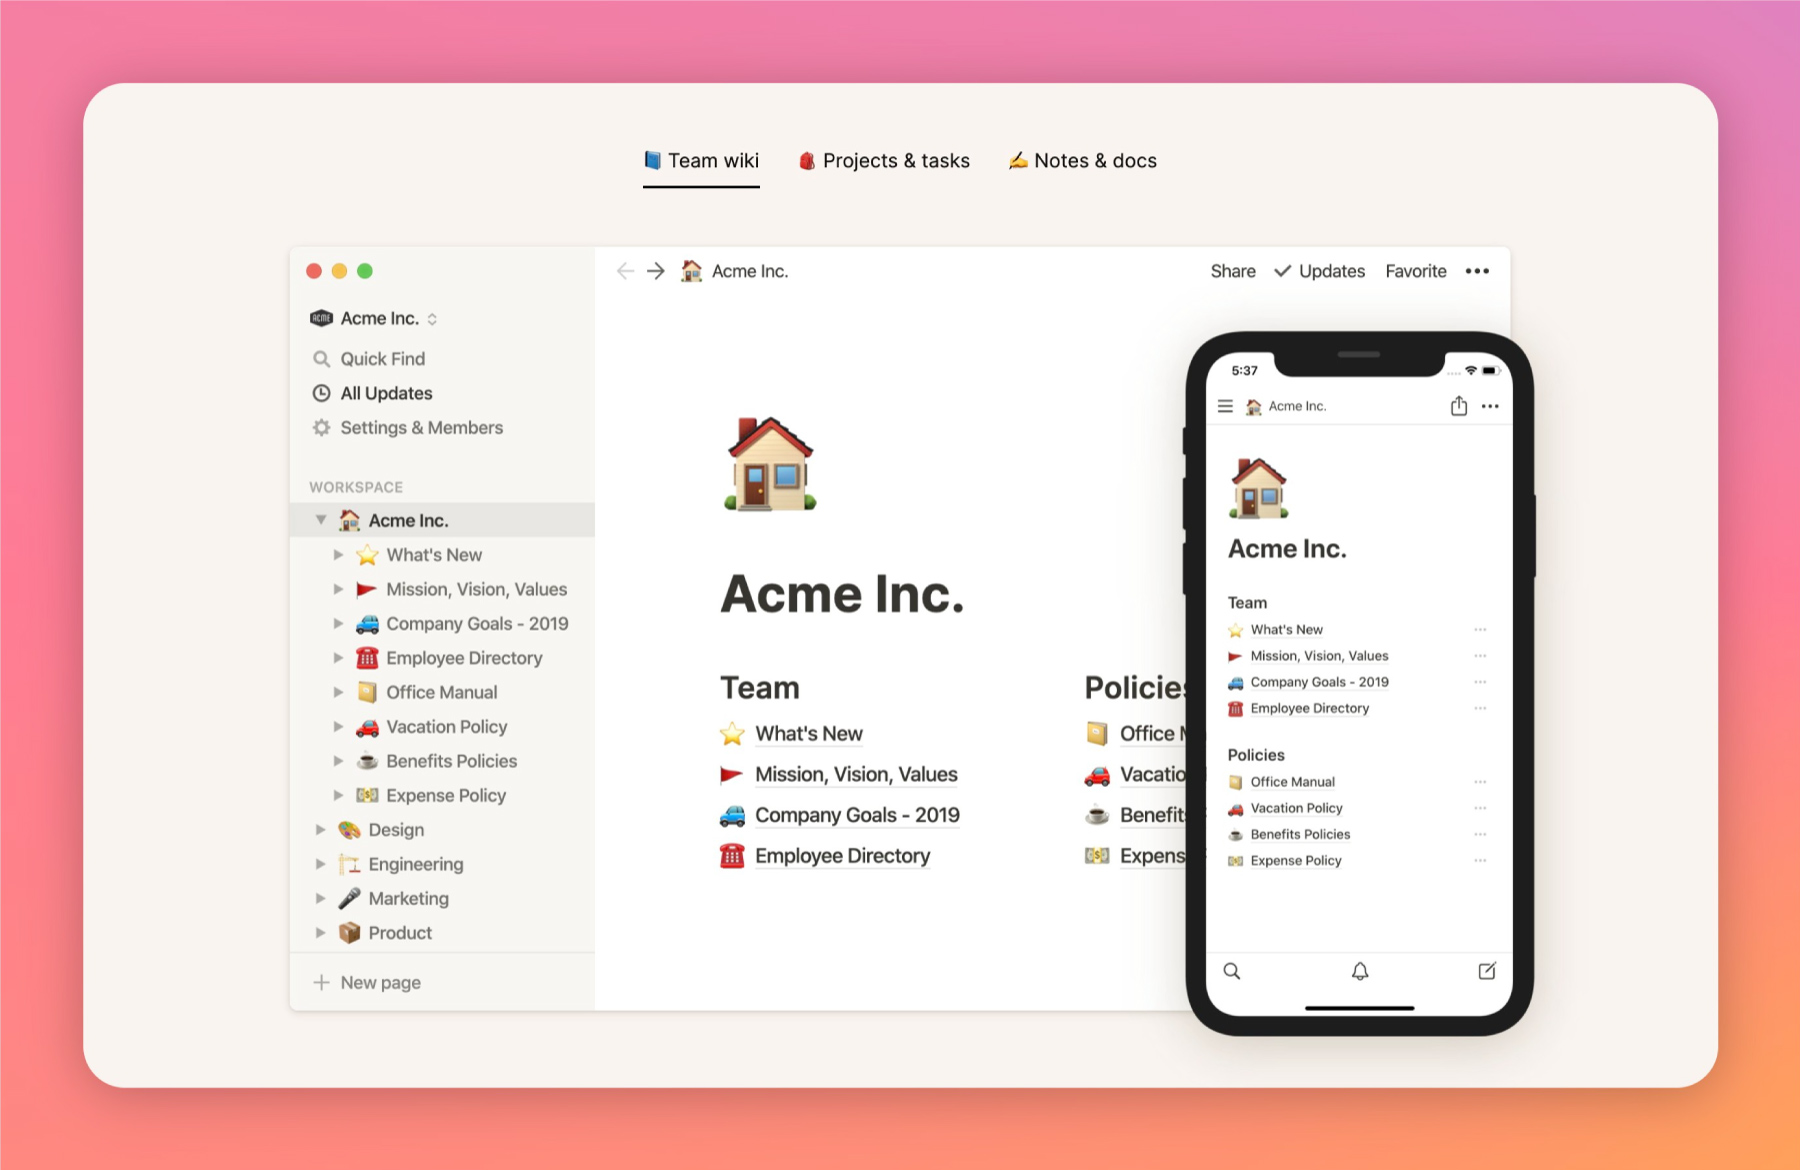 Team wiki
Projects & tasks
Notes & docs
Acme Inc.
Share
Updates
Favorite
ACME
Acme Inc.
Quick Find
All Updates
Settings & Members
WORKSPACE
Acme Inc.
What's New
Mission, Vision, Values
Company Goals - 2019
Employee Directory
Office Manual
Vacation Policy
Benefits Policies
Expense Policy
Design
Engineering
Marketing
Product
New page
Acme Inc.
Team
What's New
Mission, Vision, Values
Company Goals - 2019
Employee Directory
Policies
Office M
Vacatio
Benefit
Expens
5:37
Acme Inc.
Acme Inc.
Team
What's New
Mission, Vision, Values
Company Goals - 2019
Employee Directory
Policies
Office Manual
Vacation Policy
Benefits Policies
Expense Policy